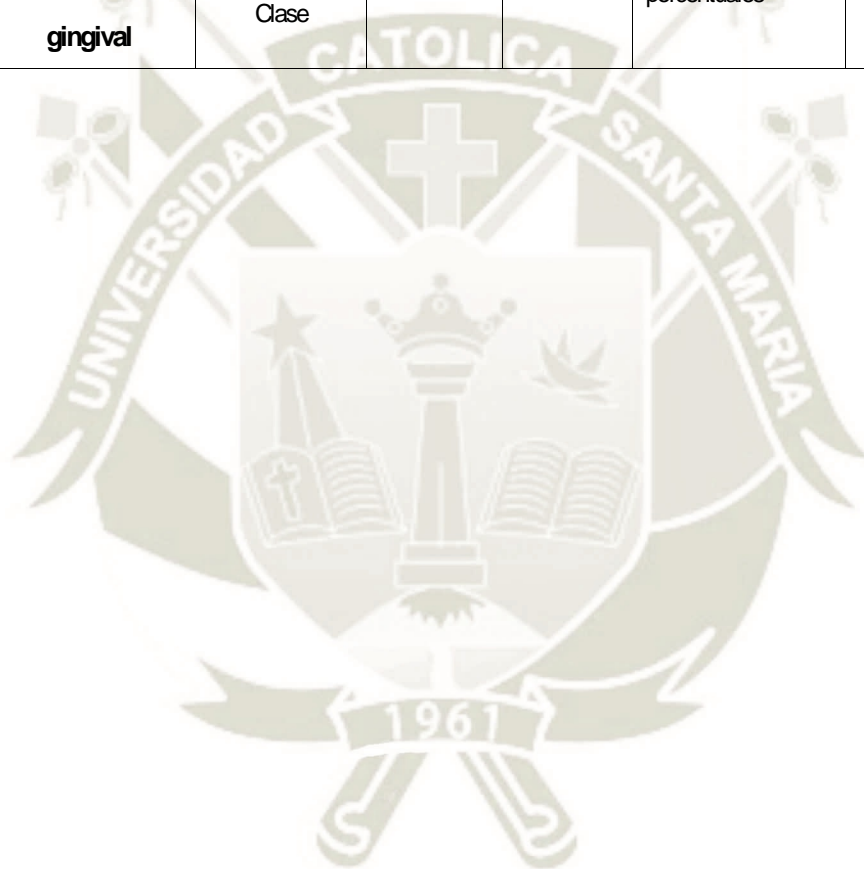 Clase
gingival
CATOLICA
UNIVERSIDAD
SANTA MARIA
1961